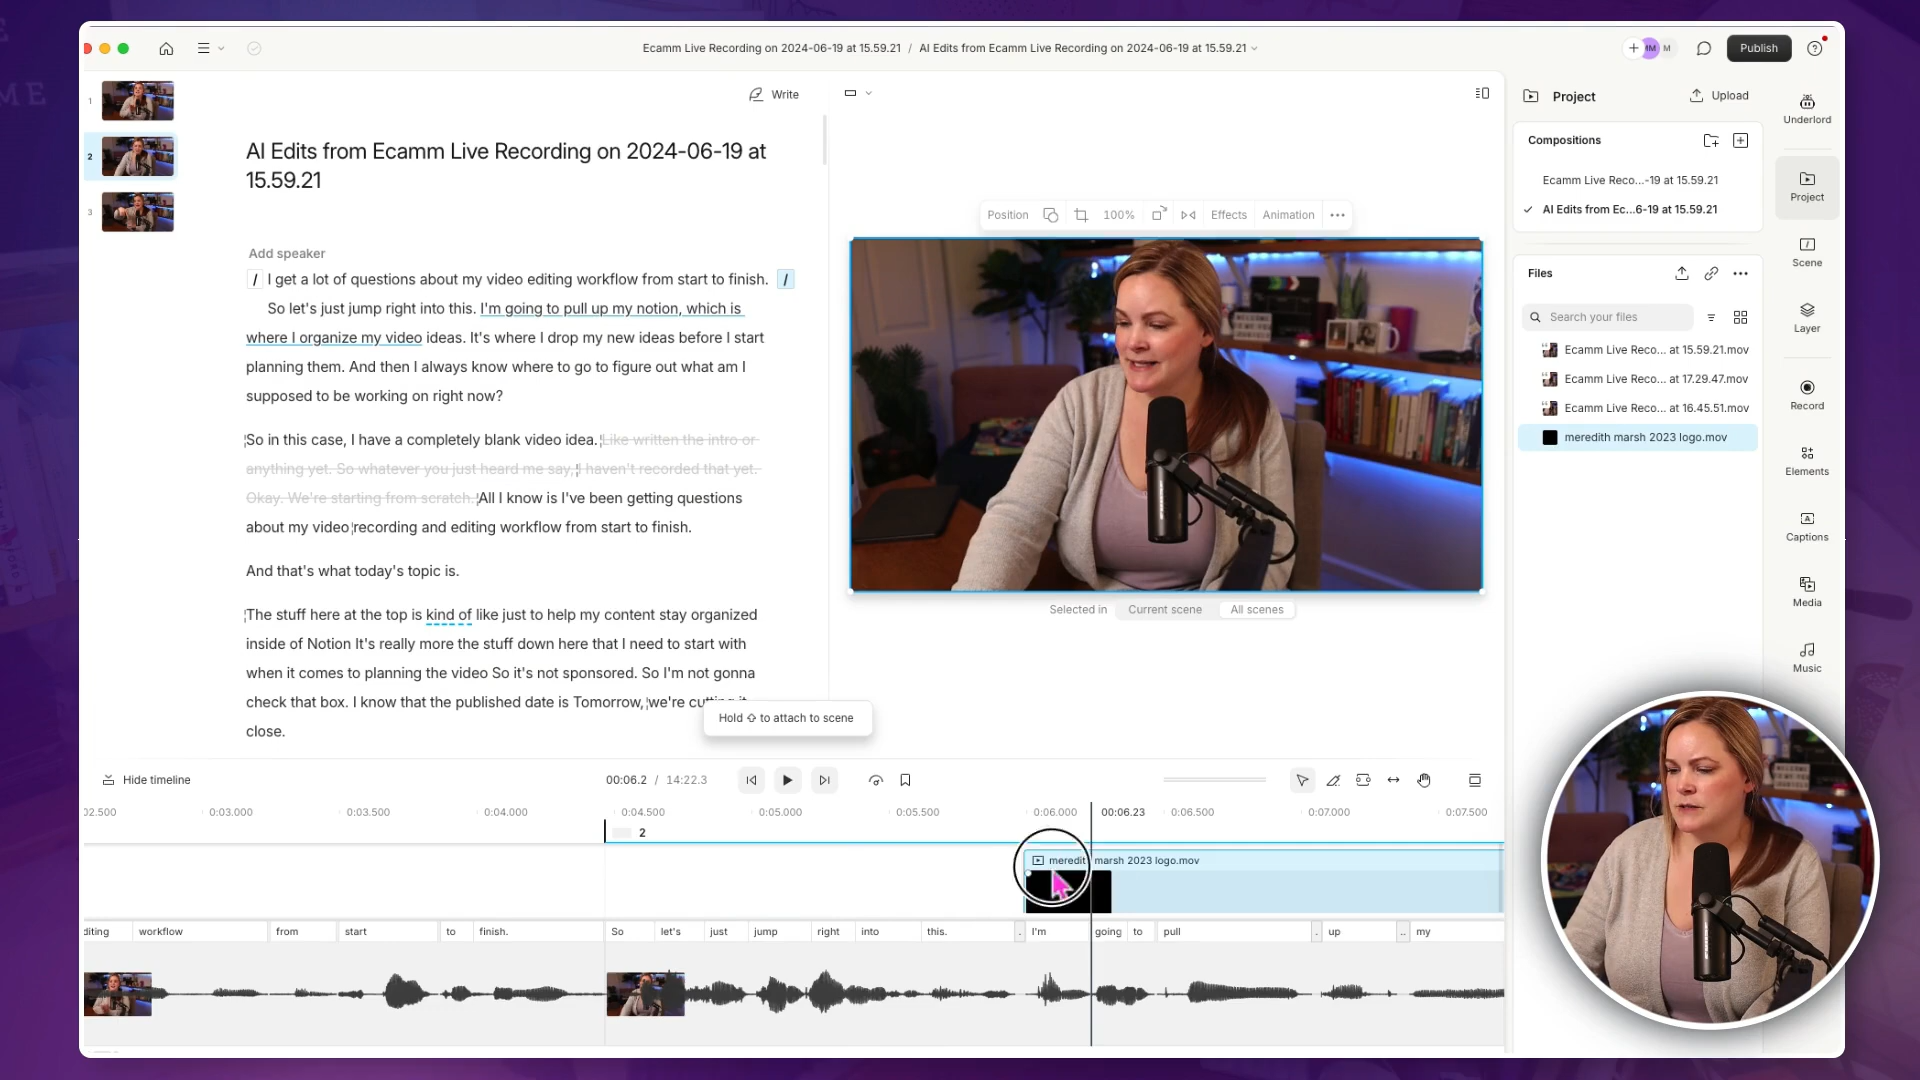 Ecamm Live Recording on 2024-06-19 at 15.59.21 / AI Edits from Ecamm Live Recording on 2024-06-19 at 15.59.21
MM M
Publish
1
2
3
Write
AI Edits from Ecamm Live Recording on 2024-06-19 at
15.59.21
Add speaker
/ I get a lot of questions about my video editing workflow from start to finish. /
So let's just jump right into this. I'm going to pull up my notion, which is
where I organize my video ideas. It's where I drop my new ideas before I start
planning them. And then I always know where to go to figure out what am I
supposed to be working on right now?
So in this case, I have a completely blank video idea. Like written the intro or
anything yet. So whatever you just heard me say, I haven't recorded that yet.
Okay. We're starting from scratch. All I know is I've been getting questions
about my video recording and editing workflow from start to finish.
And that's what today's topic is.
The stuff here at the top is kind of like just to help my content stay organized
inside of Notion It's really more the stuff down here that I need to start with
when it comes to planning the video So it's not sponsored. So I'm not gonna
check that box. I know that the published date is Tomorrow, we're cutting it
close.
Hold ⇧ to attach to scene
Position 100% Effects Animation
Selected in Current scene All scenes
Project Upload
Compositions
Ecamm Live Reco...-19 at 15.59.21
AI Edits from Ec...6-19 at 15.59.21
Files
Search your files
Ecamm Live Reco... at 15.59.21.mov
Ecamm Live Reco... at 17.29.47.mov
Ecamm Live Reco... at 16.45.51.mov
meredith marsh 2023 logo.mov
Underlord
Project
Scene
Layer
Record
Elements
Captions
Media
Music
Hide timeline
00:06.2 / 14:22.3
02.500 0:03.000 0:03.500 0:04.000 0:04.500 0:05.000 0:05.500 0:06.000 0:06.23 0:06.500 0:07.000 0:07.500
2
meredith marsh 2023 logo.mov
diting workflow from start to finish. So let's just jump right into this. . I'm going to pull . up .. my